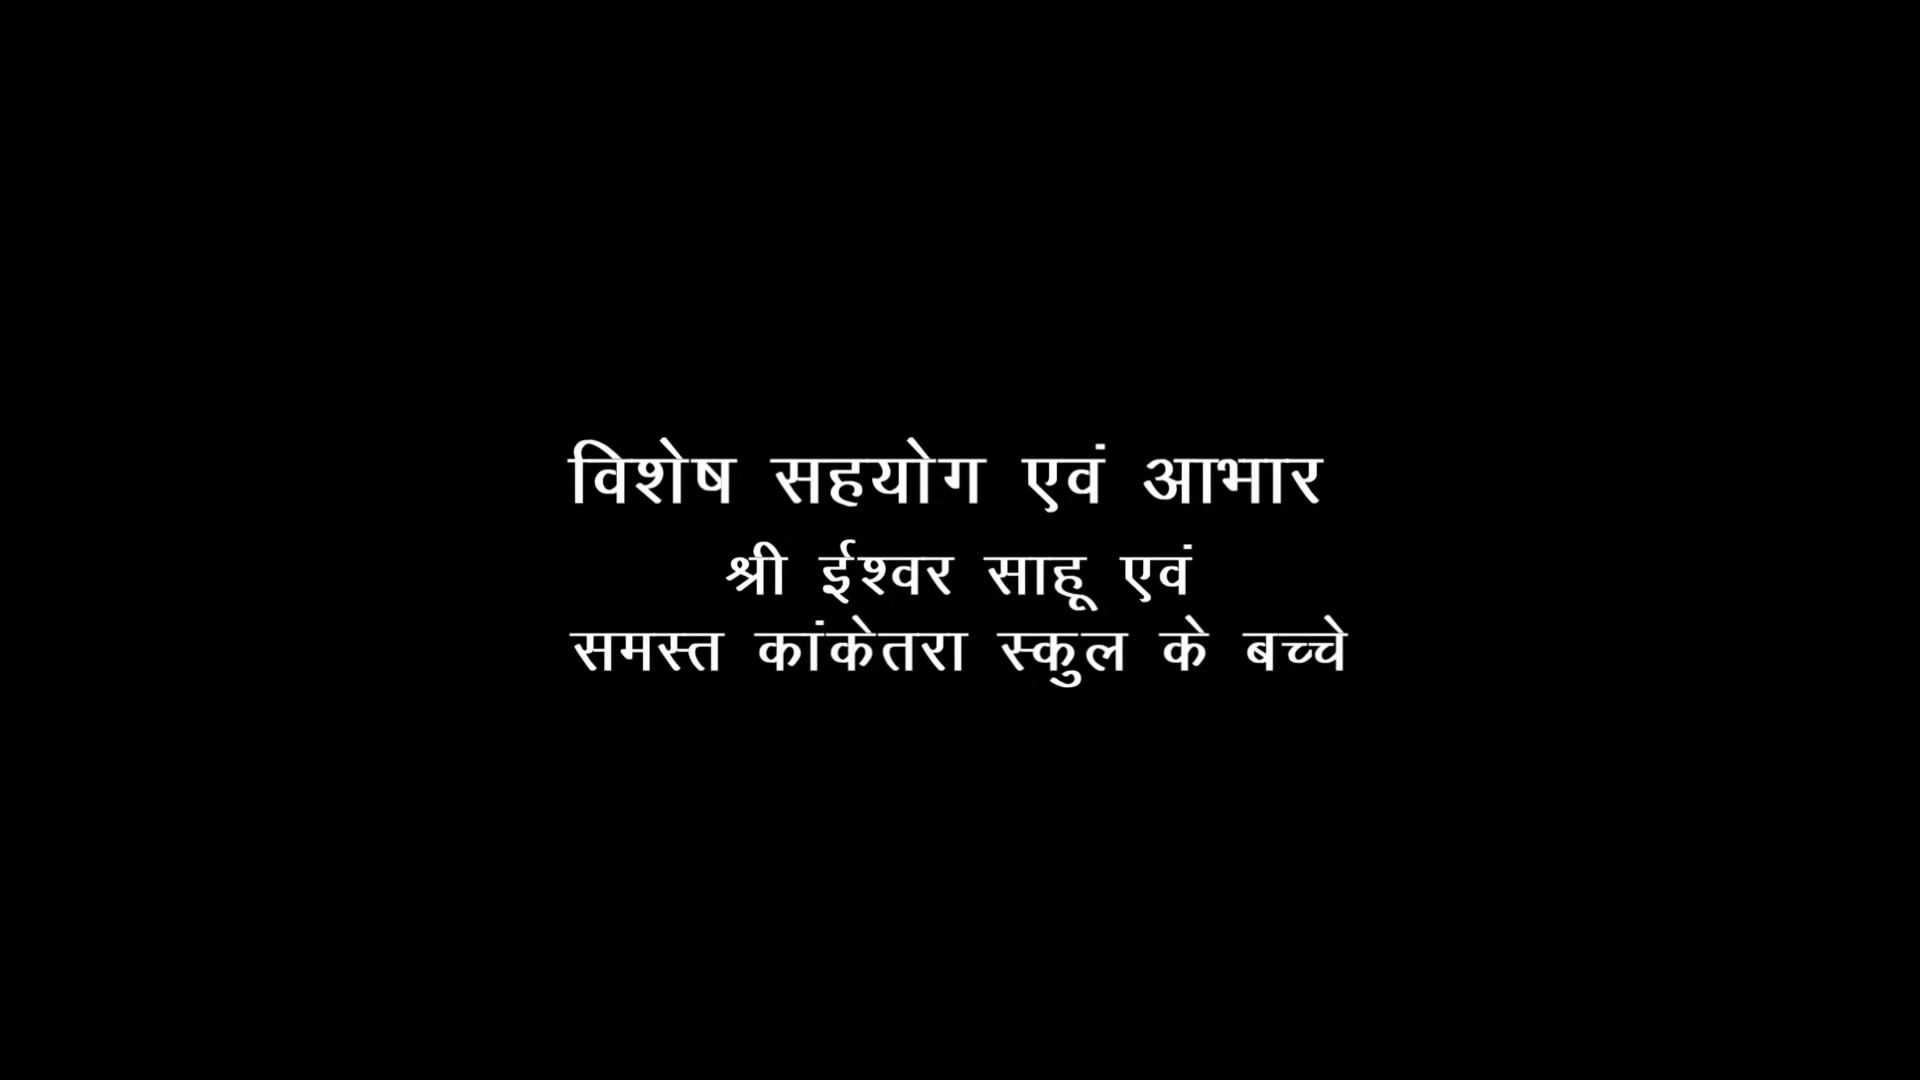 विशेष सहयोग एवं आभार
श्री ईश्वर साहू एवं
समस्त कांकेतरा स्कुल के बच्चे